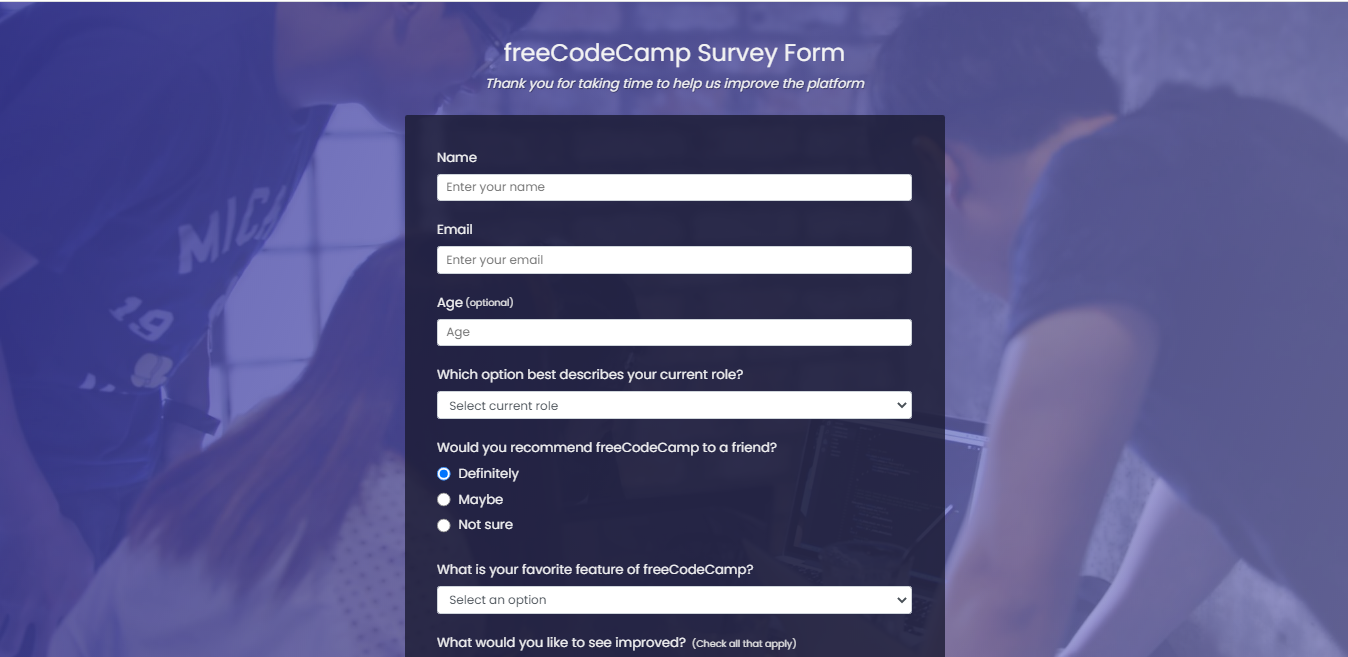 freeCodeCamp Survey Form
Thank you for taking time to help us improve the platform
Name
Enter your name
Email
Enter your email
Age (optional)
Age
Which option best describes your current role?
Select current role
Would you recommend freeCodeCamp to a friend?
Definitely
Maybe
Not sure
What is your favorite feature of freeCodeCamp?
Select an option
What would you like to see improved? (Check all that apply)
MICH
19